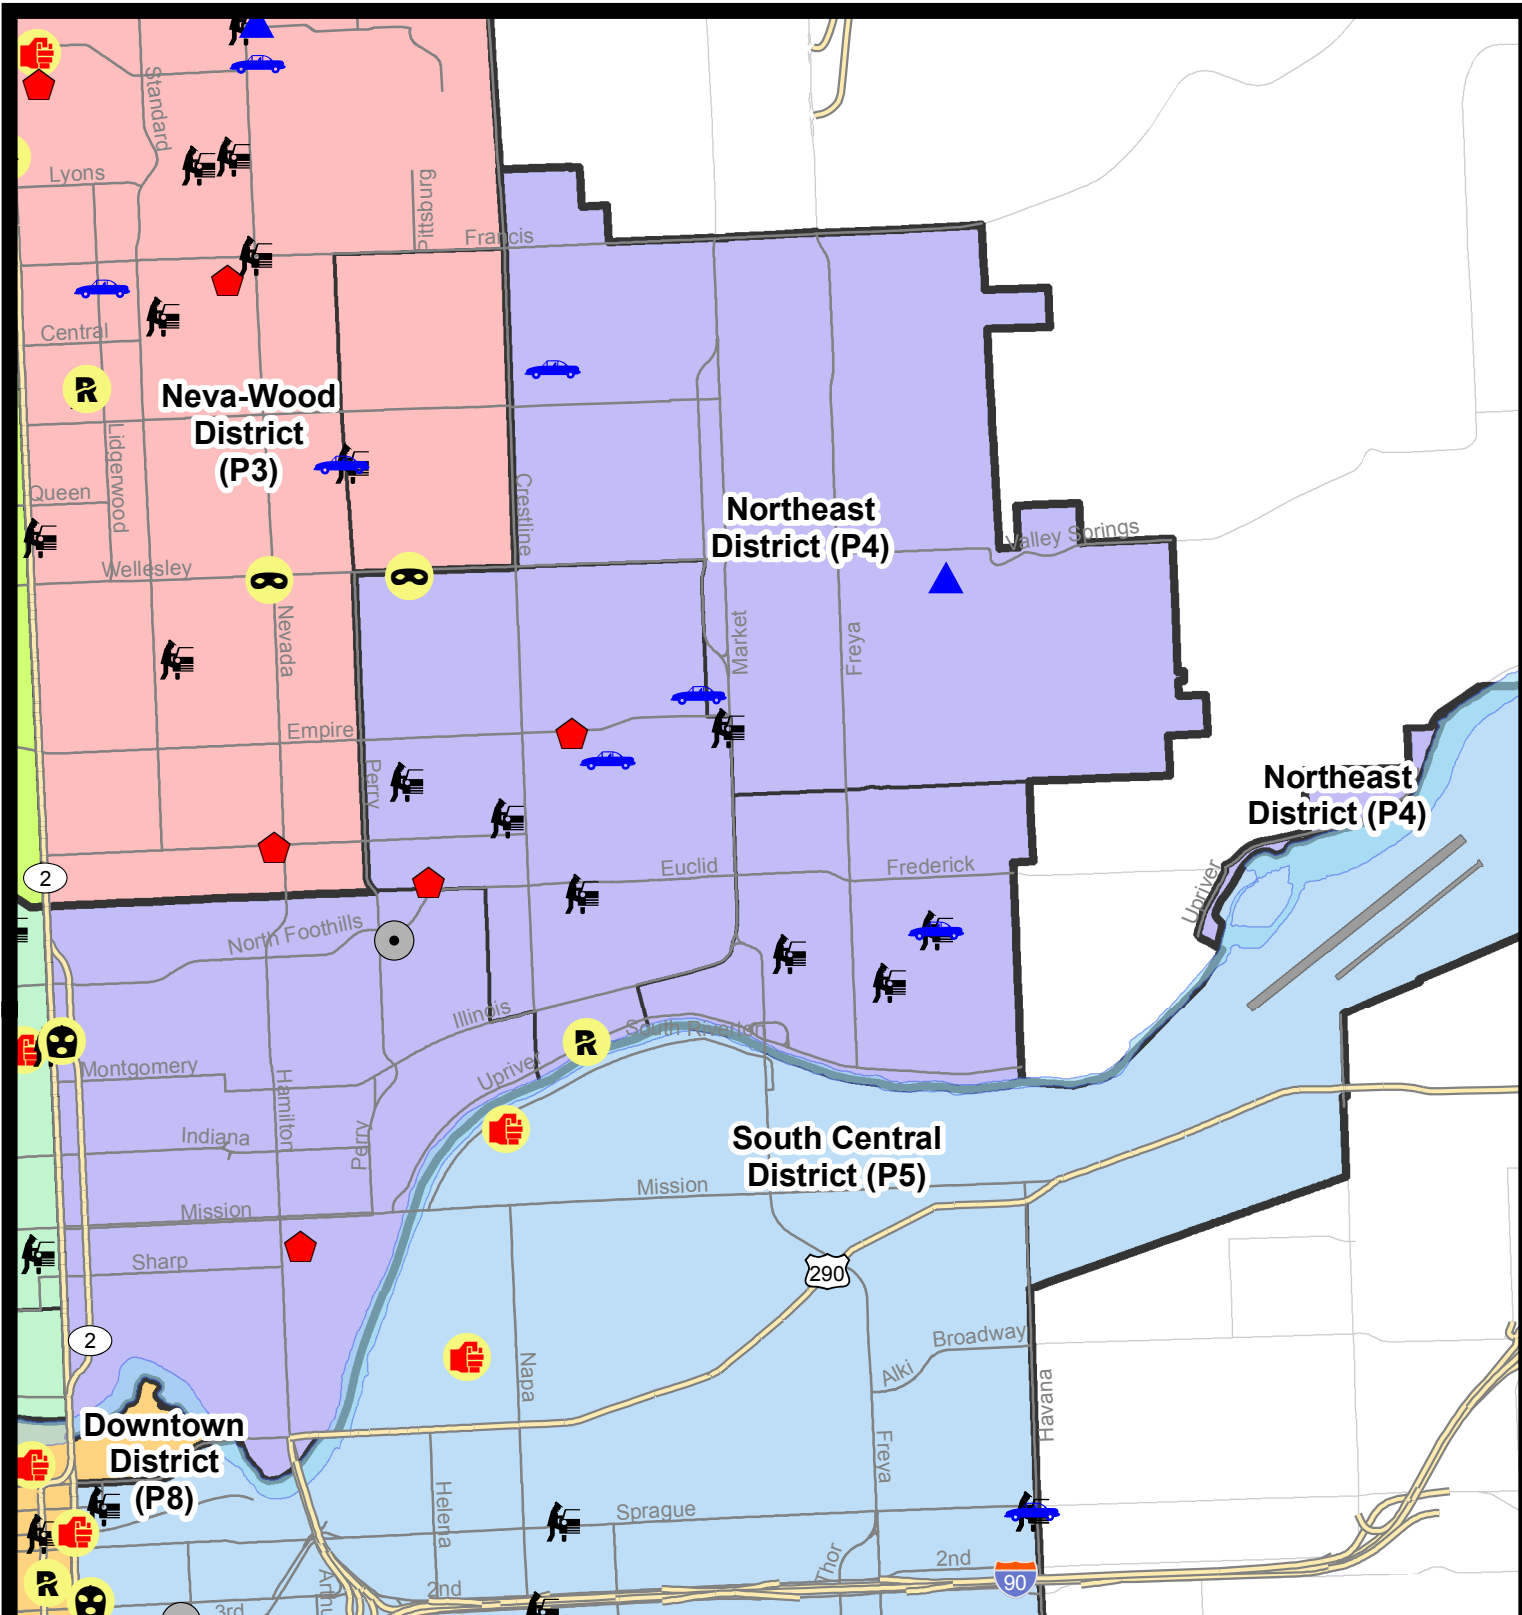 Standard
Lyons
Pittsburg
Francis
Central
Neva-Wood
District
(P3)
Lidgerwood
Queen
Crestline
Northeast
District (P4)
Valley Springs
Wellesley
Nevada
Market
Freya
Empire
Perry
Northeast
District (P4)
2
Euclid
Frederick
Upriver
North Foothills
Illinois
South Riverton
Upriver
Montgomery
Hamilton
Indiana
Perry
South Central
District (P5)
Mission
Mission
Sharp
290
2
Broadway
Alki
Napa
Havana
Downtown
District
(P8)
Freya
Helena
Sprague
Thor
2nd
90
2nd
3rd